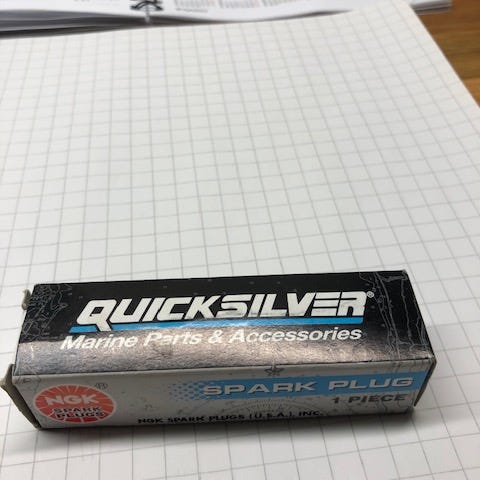 QUICKSILVER®
Marine Parts & Accessories
NGK
SPARK
PLUGS
®
SPARK PLUG
1 PIECE
NGK SPARK PLUGS (U.S.A.), INC.